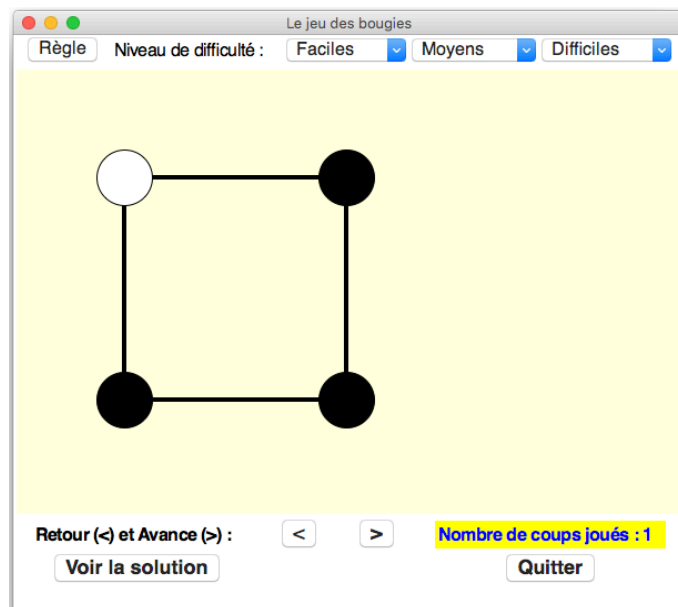 Le jeu des bougies
Règle Niveau de difficulté : Faciles Moyens Difficiles
Retour (<) et Avance (>) : < > Nombre de coups joués : 1
Voir la solution Quitter